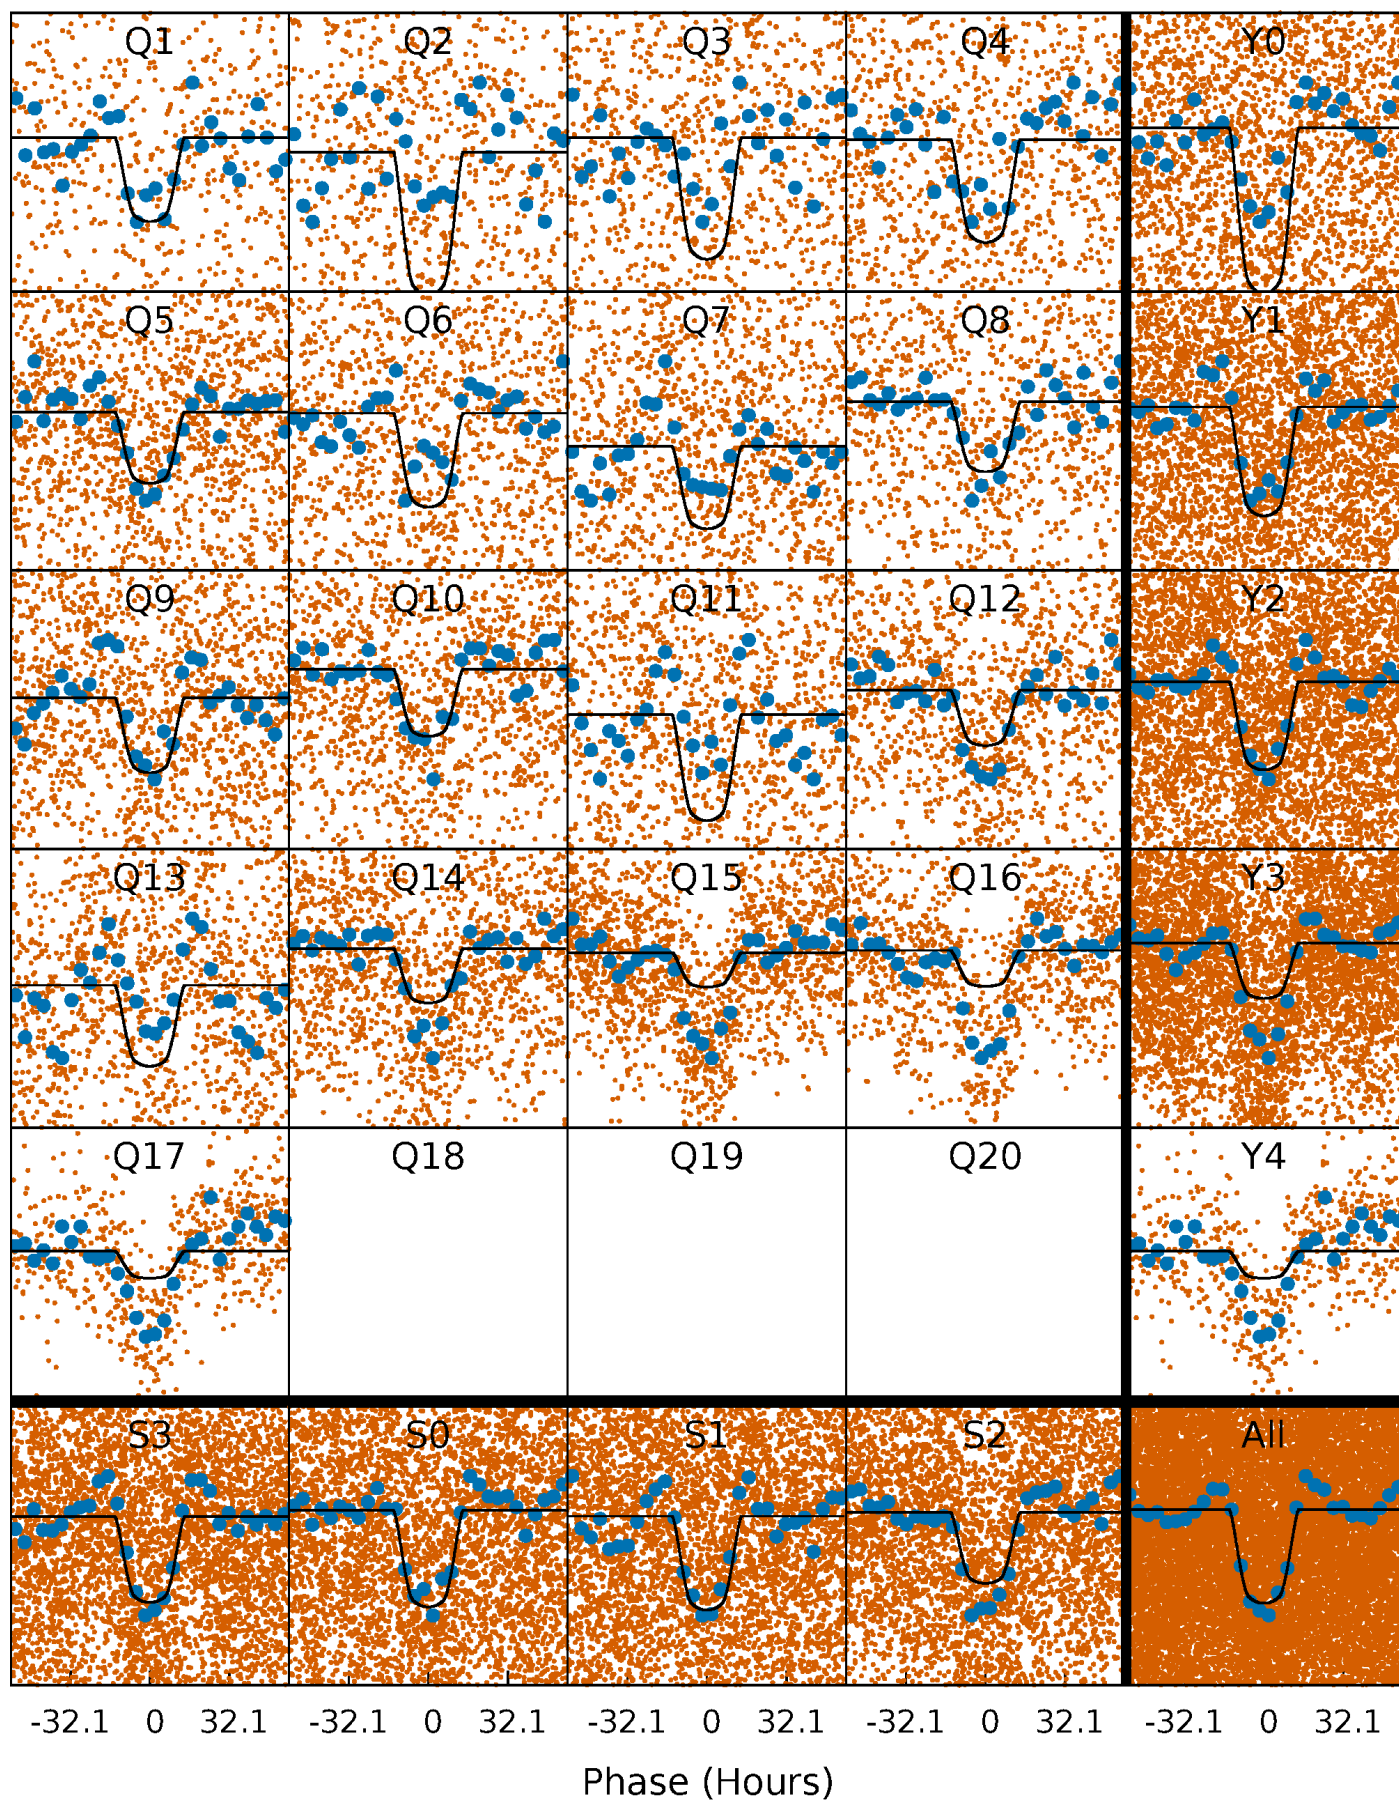 Q1 Q2 Q3 Q4 Y0
Q5 Q6 Q7 Q8 Y1
Q9 Q10 Q11 Q12 Y2
Q13 Q14 Q15 Q16 Y3
Q17 Q18 Q19 Q20 Y4
S3 S0 S1 S2 All
-32.1 0 32.1 -32.1 0 32.1 -32.1 0 32.1 -32.1 0 32.1 -32.1 0 32.1
Phase (Hours)